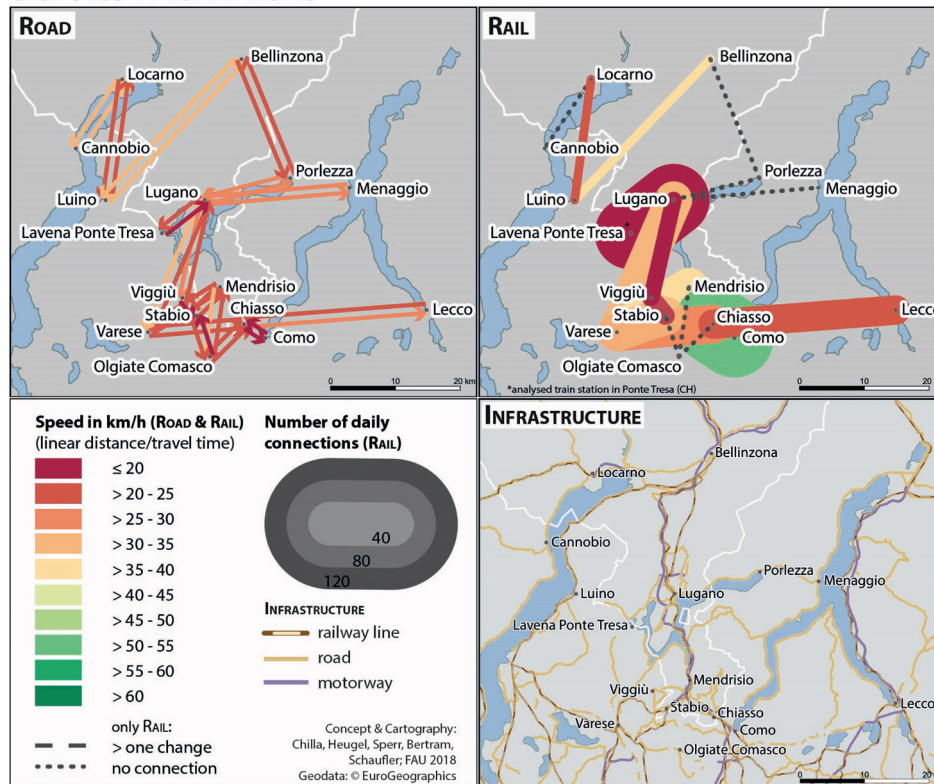 ROAD
Bellinzona
Locarno
Cannobio
Porlezza
Luino
Lugano
Menaggio
Lavena Ponte Tresa
Viggiù
Mendrisio
Stabio
Chiasso
Lecco
Varese
Como
Olgiate Comasco
0 10 20 km
RAIL
Bellinzona
Locarno
Cannobio
Porlezza
Luino
Lugano
Menaggio
Lavena Ponte Tresa
*
Viggiù
Mendrisio
Stabio
Chiasso
Lecco
Varese
Como
Olgiate Comasco
*analysed train station in Ponte Tresa (CH)
0 10 20
Speed in km/h (ROAD & RAIL)
(linear distance/travel time)
≤ 20
> 20 - 25
> 25 - 30
> 30 - 35
> 35 - 40
> 40 - 45
> 45 - 50
> 50 - 55
> 55 - 60
> 60
only RAIL:
> one change
no connection
Number of daily
connections (RAIL)
40
80
120
INFRASTRUCTURE
railway line
road
motorway
Concept & Cartography:
Chilla, Heugel, Sperr, Bertram,
Schaufler; FAU 2018
Geodata: © EuroGeographics
INFRASTRUCTURE
Bellinzona
Locarno
Cannobio
Porlezza
Menaggio
Luino
Lugano
Lavena Ponte Tresa
Mendrisio
Viggiù
Stabio
Chiasso
Lecco
Varese
Como
Olgiate Comasco
0 10 20